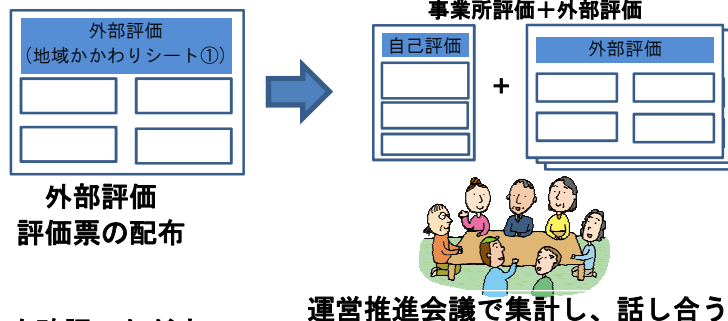 外部評価
（地域かかわりシート①）
外部評価
評価票の配布
事業所評価＋外部評価
自己評価
+
外部評価
運営推進会議で集計し、話し合う